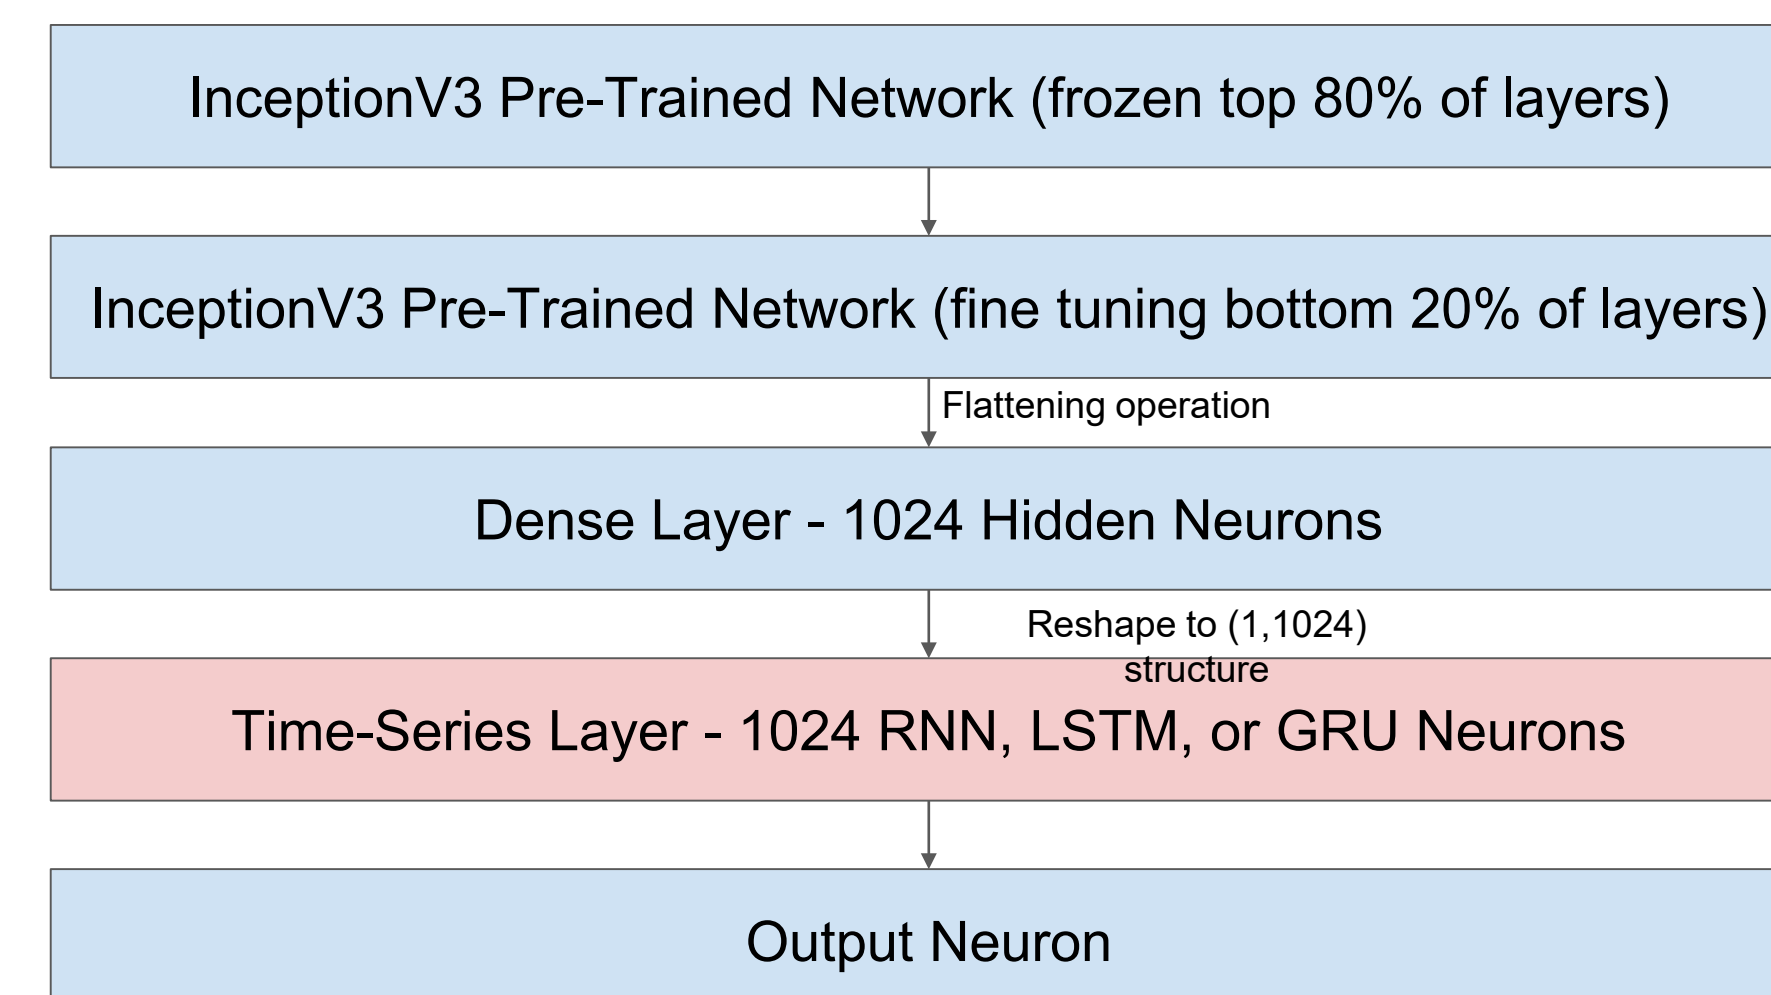 InceptionV3 Pre-Trained Network (frozen top 80% of layers)
InceptionV3 Pre-Trained Network (fine tuning bottom 20% of layers)
Flattening operation
Dense Layer - 1024 Hidden Neurons
Reshape to (1,1024)
structure
Time-Series Layer - 1024 RNN, LSTM, or GRU Neurons
Output Neuron